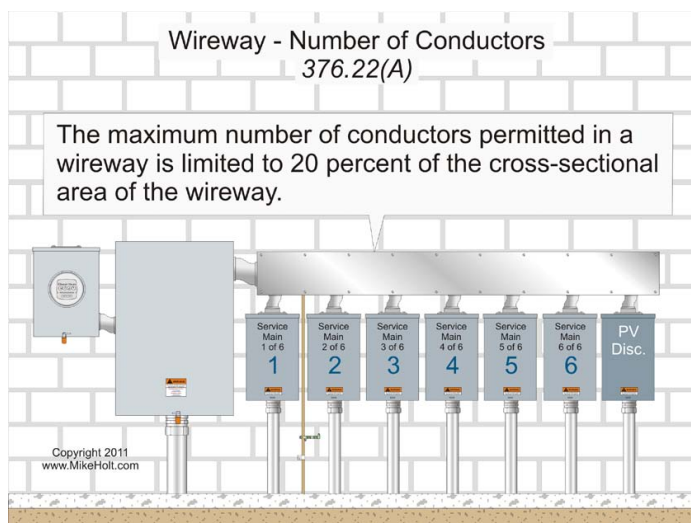 Wireway - Number of Conductors
376.22(A)
The maximum number of conductors permitted in a
wireway is limited to 20 percent of the cross-sectional
area of the wireway.
Service
Main
1 of 6
1
Service
Main
2 of 6
2
Service
Main
3 of 6
3
Service
Main
4 of 6
4
Service
Main
5 of 6
5
Service
Main
6 of 6
6
PV
Disc.
Copyright 2011
www.MikeHolt.com